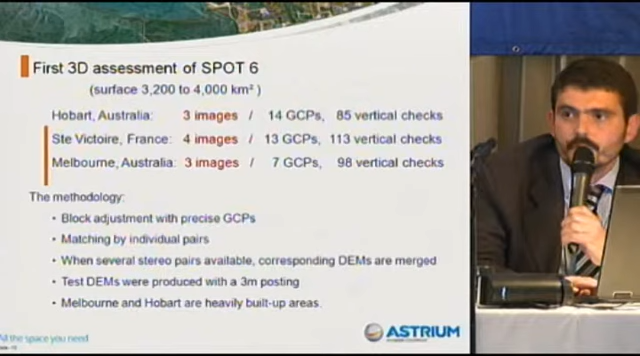 First 3D assessment of SPOT 6
(surface 3,200 to 4,000 km²)
Hobart, Australia: 3 images / 14 GCPs, 85 vertical checks
Ste Victoire, France: 4 images / 13 GCPs, 113 vertical checks
Melbourne, Australia: 3 images / 7 GCPs, 98 vertical checks
The methodology:
• Block adjustment with precise GCPs
• Matching by individual pairs
• When several stereo pairs available, corresponding DEMs are merged
• Test DEMs were produced with a 3m posting
• Melbourne and Hobart are heavily built-up areas.
All the space you need
ASTRIUM